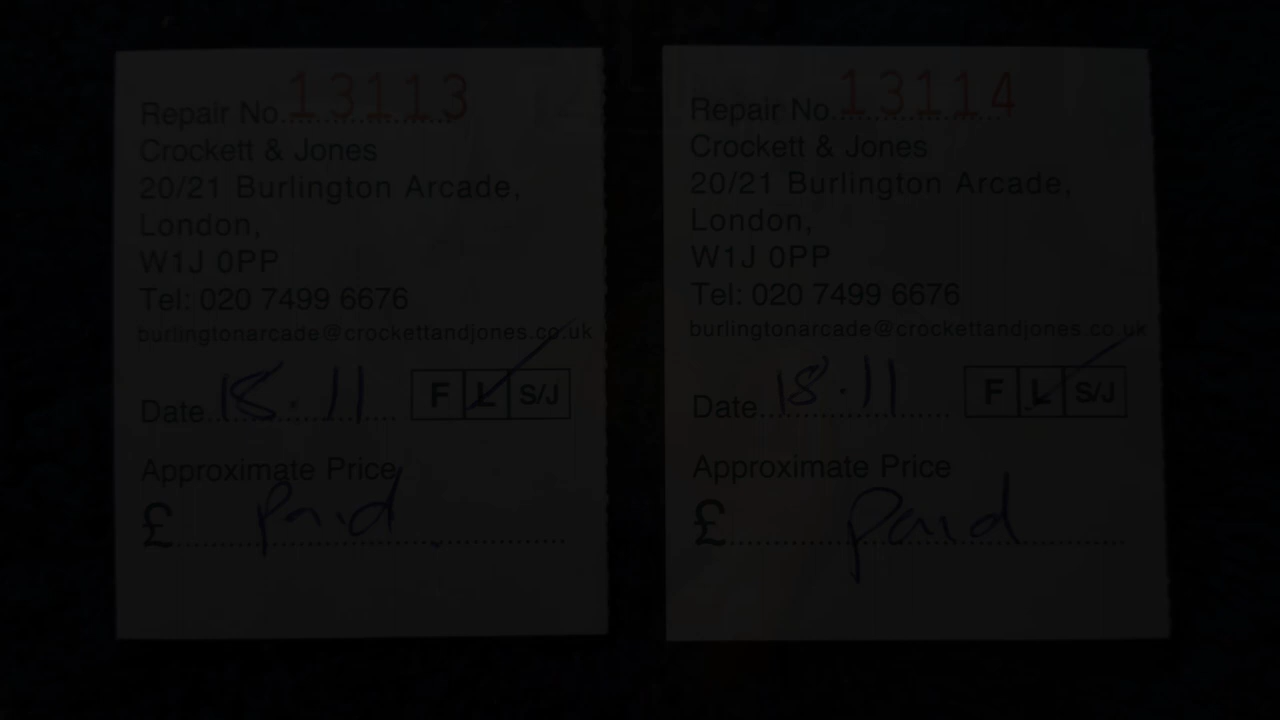 Repair No. 13113
Crockett & Jones
20/21 Burlington Arcade,
London,
W1J 0PP
Tel: 020 7499 6676
burlingtonarcade@crockettandjones.co.uk
Date 18.11 F L S/J
Approximate Price
£ Paid
Repair No. 13114
Crockett & Jones
20/21 Burlington Arcade,
London,
W1J 0PP
Tel: 020 7499 6676
burlingtonarcade@crockettandjones.co.uk
Date 18.11 F L S/J
Approximate Price
£ Paid